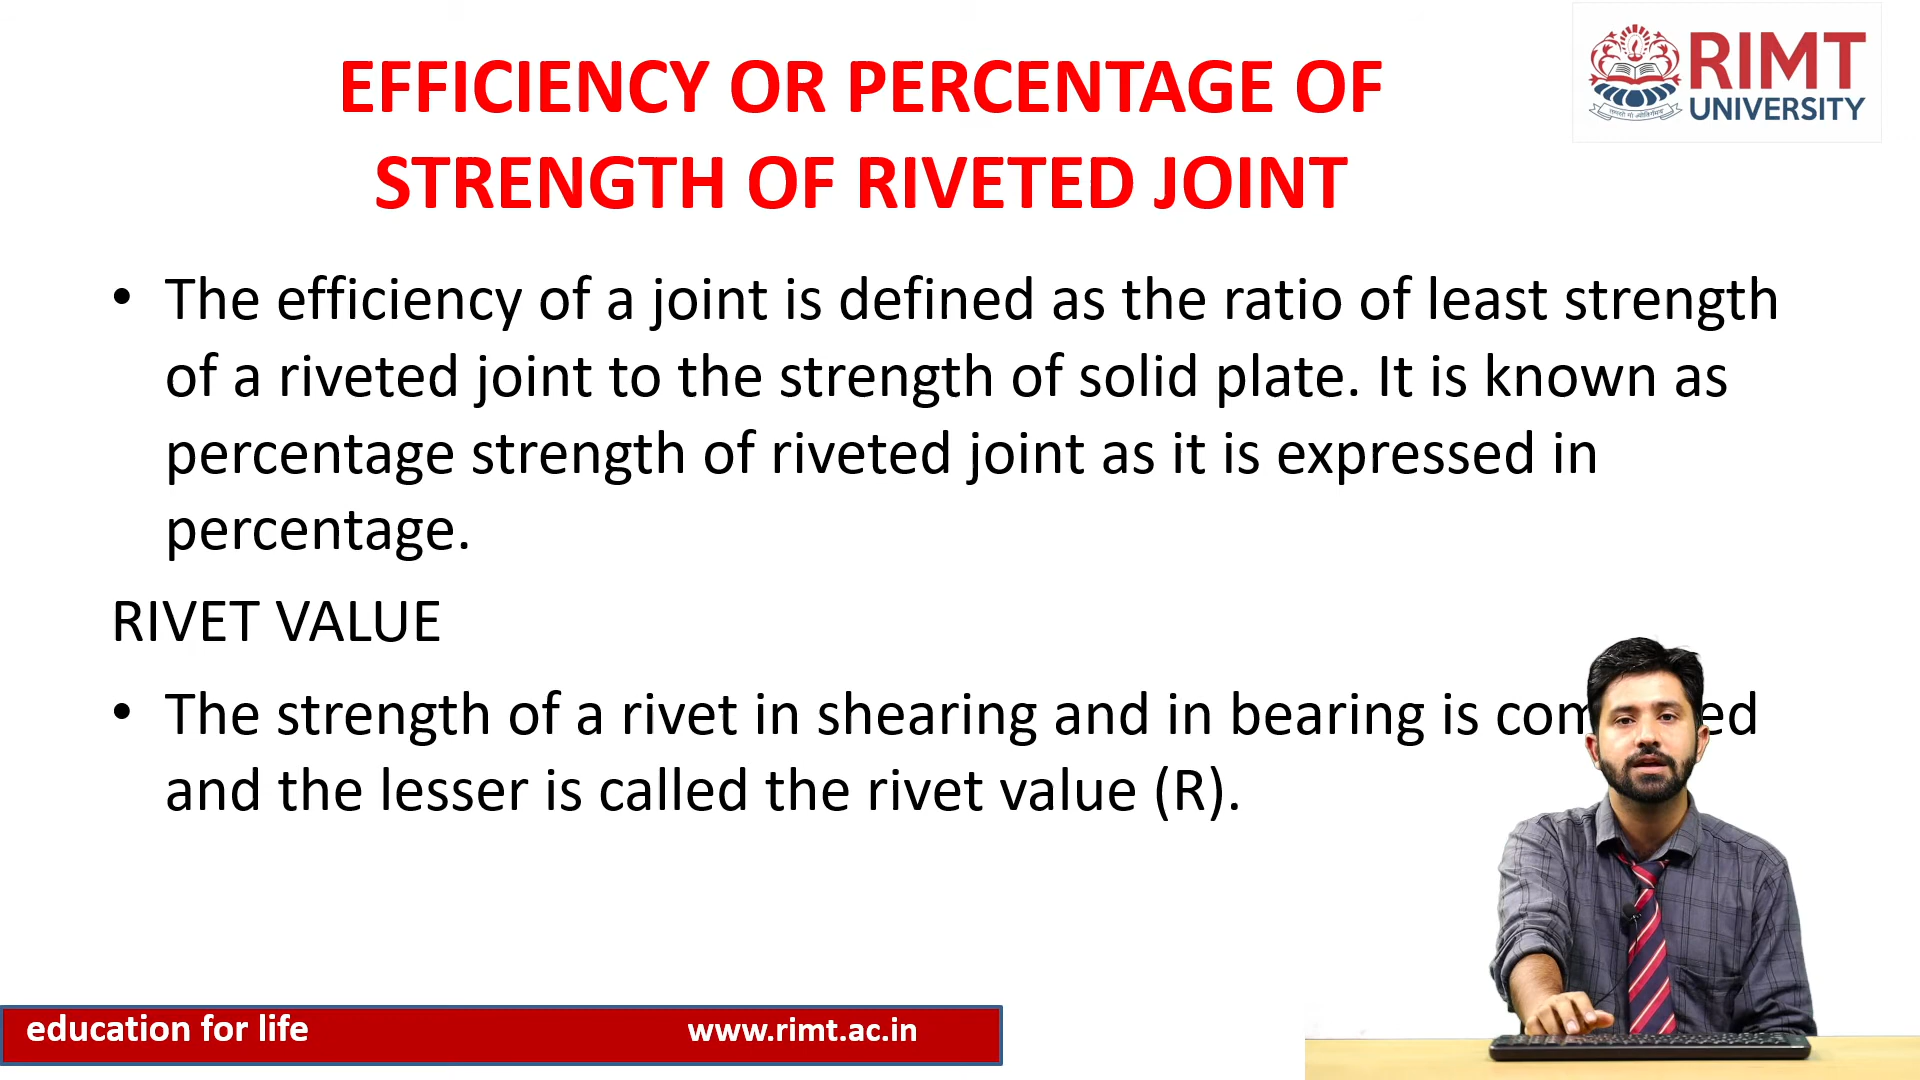 EFFICIENCY OR PERCENTAGE OF
STRENGTH OF RIVETED JOINT
RIMT
UNIVERSITY
• The efficiency of a joint is defined as the ratio of least strength
of a riveted joint to the strength of solid plate. It is known as
percentage strength of riveted joint as it is expressed in
percentage.
RIVET VALUE
• The strength of a rivet in shearing and in bearing is
and the lesser is called the rivet value (R).
education for life
www.rimt.ac.in